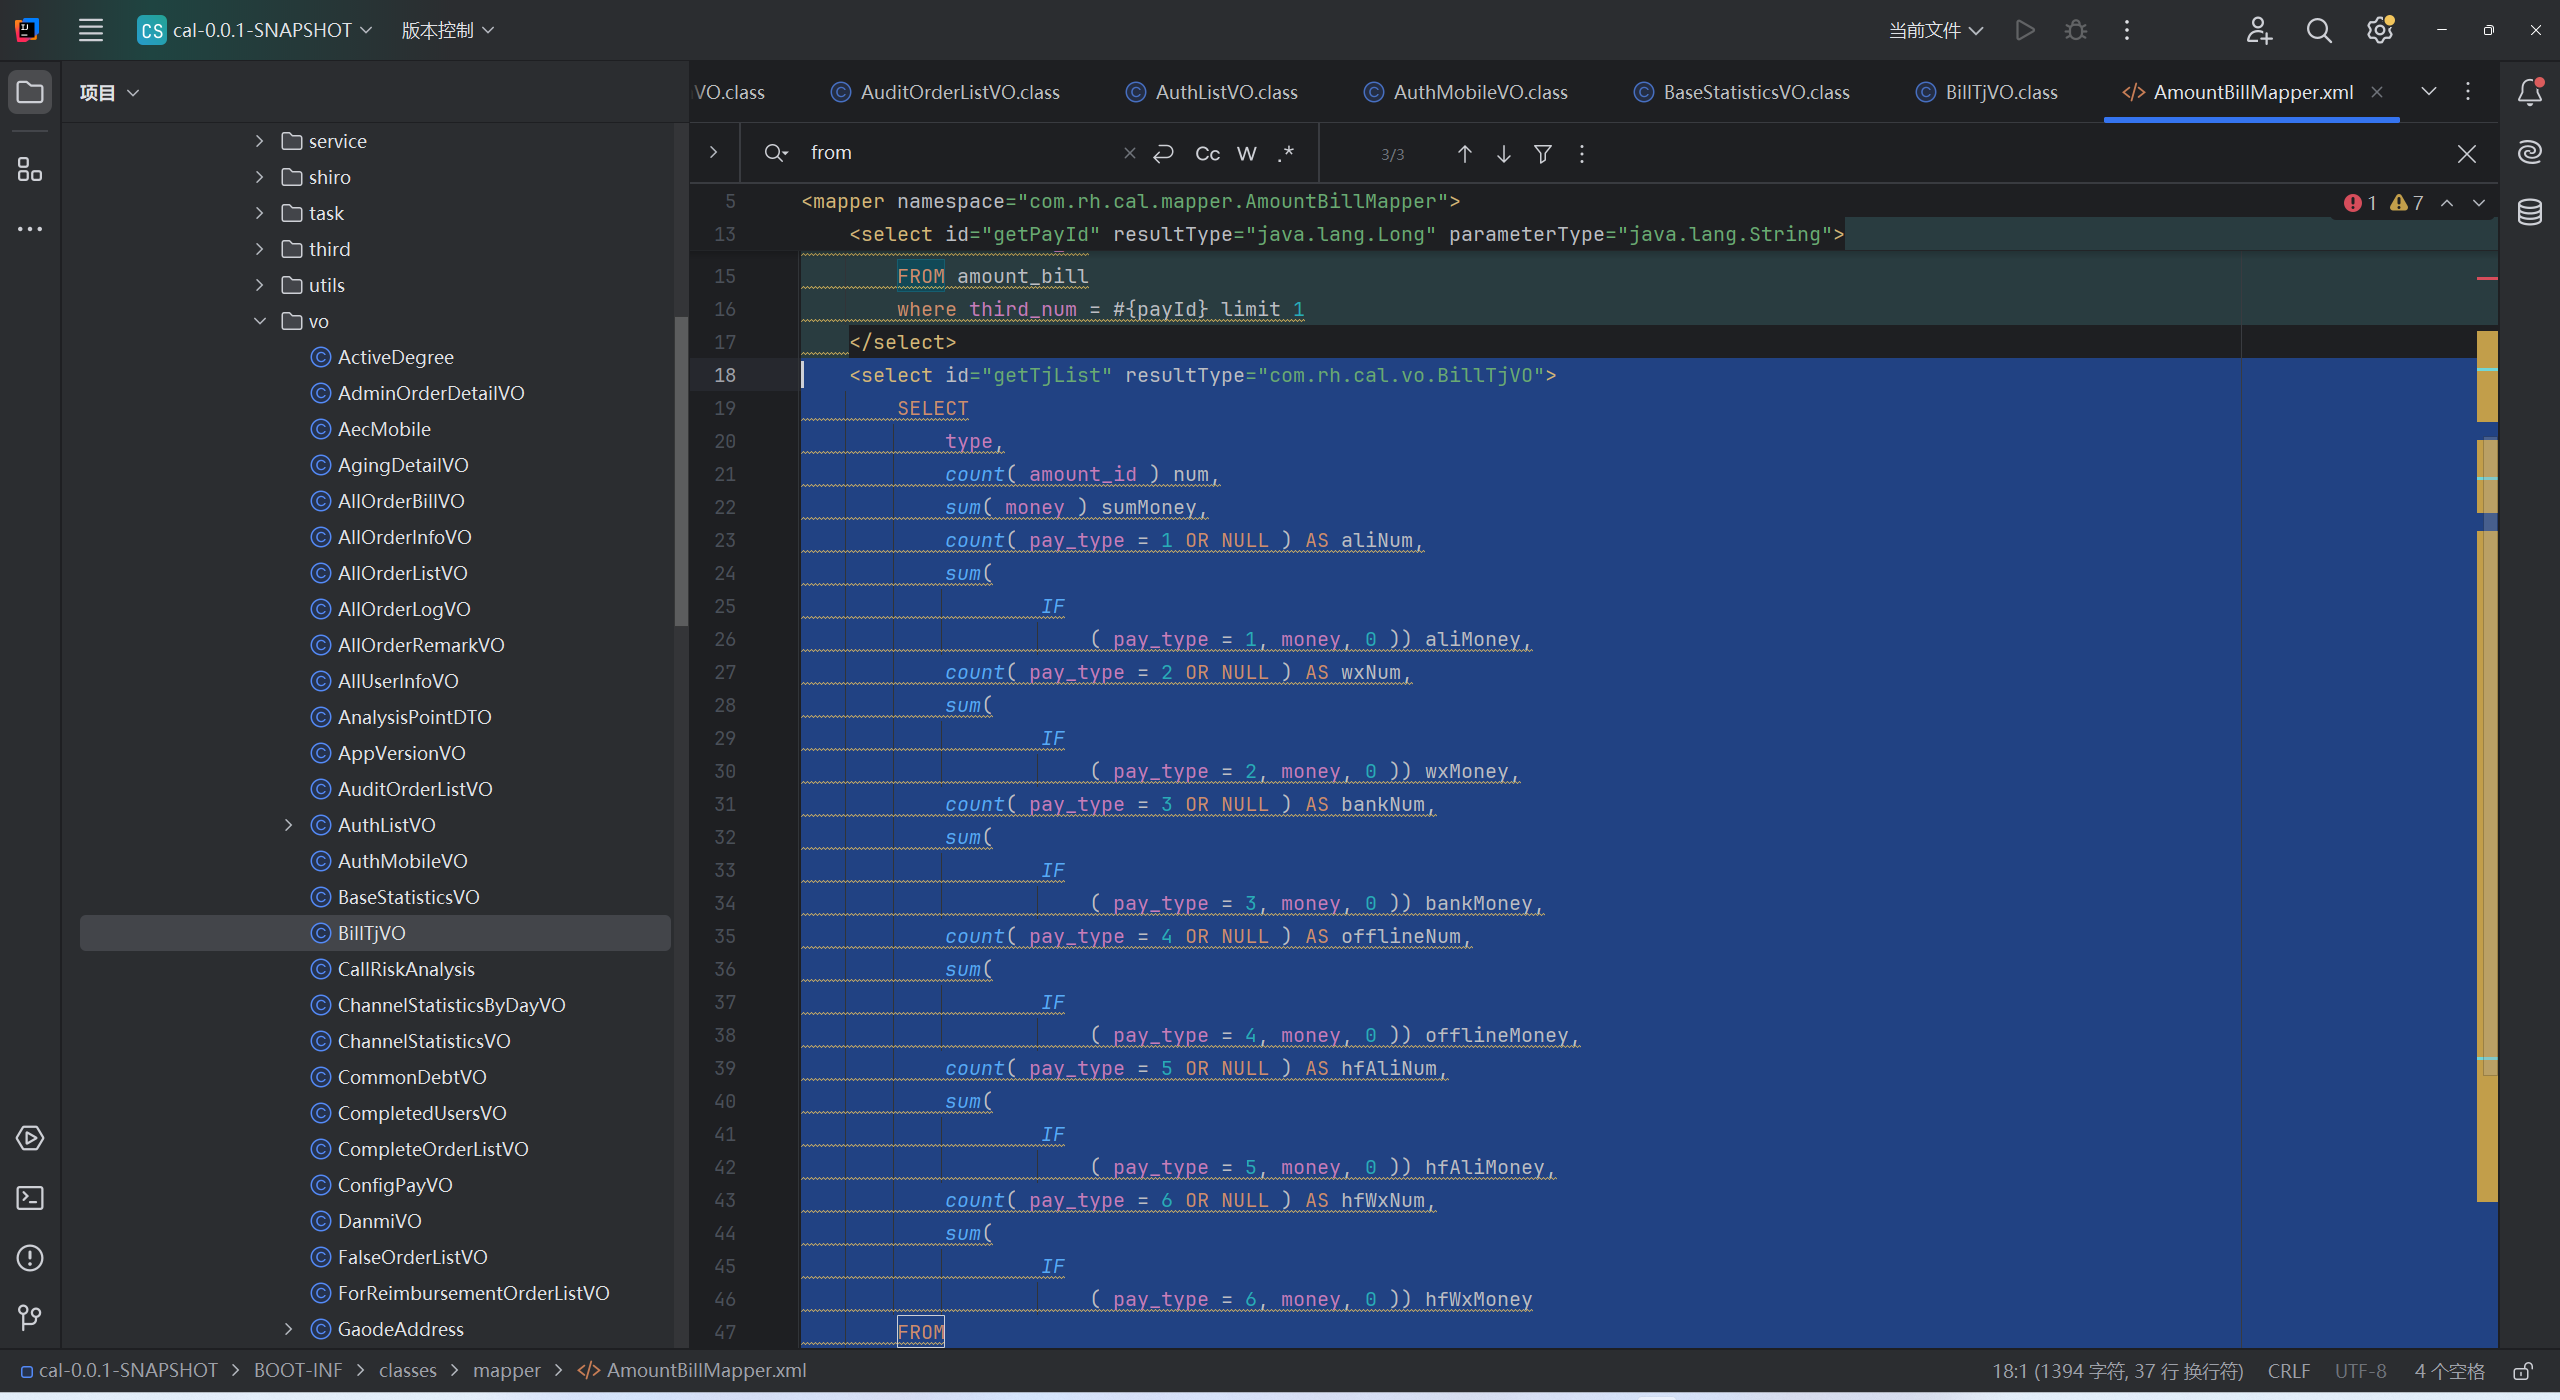 CS cal-0.0.1-SNAPSHOT 版本控制 当前文件
项目
service
shiro
task
third
utils
vo
ActiveDegree
AdminOrderDetailVO
AecMobile
AgingDetailVO
AllOrderBillVO
AllOrderInfoVO
AllOrderListVO
AllOrderLogVO
AllOrderRemarkVO
AllUserInfoVO
AnalysisPointDTO
AppVersionVO
AuditOrderListVO
AuthListVO
AuthMobileVO
BaseStatisticsVO
BillTjVO
CallRiskAnalysis
ChannelStatisticsByDayVO
ChannelStatisticsVO
CommonDebtVO
CompletedUsersVO
CompleteOrderListVO
ConfigPayVO
DanmiVO
FalseOrderListVO
ForReimbursementOrderListVO
GaodeAddress
VO.class AuditOrderListVO.class AuthListVO.class AuthMobileVO.class BaseStatisticsVO.class BillTjVO.class AmountBillMapper.xml
from Cc W .* 3/3
5 <mapper namespace="com.rh.cal.mapper.AmountBillMapper"> 1 7
13 <select id="getPayId" resultType="java.lang.Long" parameterType="java.lang.String">
15 FROM amount_bill
16 where third_num = #{payId} limit 1
17 </select>
18 <select id="getTjList" resultType="com.rh.cal.vo.BillTjVO">
19 SELECT
20 type,
21 count( amount_id ) num,
22 sum( money ) sumMoney,
23 count( pay_type = 1 OR NULL ) AS aliNum,
24 sum(
25 IF
26 ( pay_type = 1, money, 0 )) aliMoney,
27 count( pay_type = 2 OR NULL ) AS wxNum,
28 sum(
29 IF
30 ( pay_type = 2, money, 0 )) wxMoney,
31 count( pay_type = 3 OR NULL ) AS bankNum,
32 sum(
33 IF
34 ( pay_type = 3, money, 0 )) bankMoney,
35 count( pay_type = 4 OR NULL ) AS offlineNum,
36 sum(
37 IF
38 ( pay_type = 4, money, 0 )) offlineMoney,
39 count( pay_type = 5 OR NULL ) AS hfAliNum,
40 sum(
41 IF
42 ( pay_type = 5, money, 0 )) hfAliMoney,
43 count( pay_type = 6 OR NULL ) AS hfWxNum,
44 sum(
45 IF
46 ( pay_type = 6, money, 0 )) hfWxMoney
47 FROM
cal-0.0.1-SNAPSHOT > BOOT-INF > classes > mapper > AmountBillMapper.xml 18:1 (1394 字符, 37 行 换行符) CRLF UTF-8 4 个空格